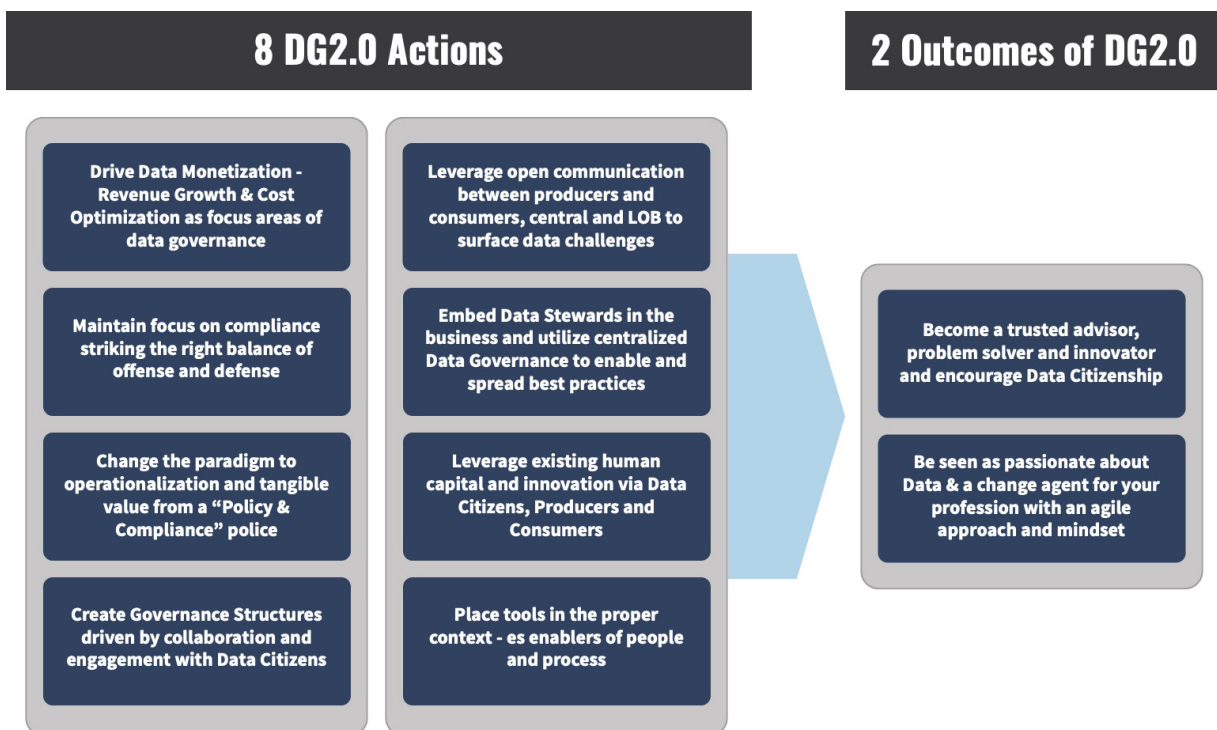 8 DG2.0 Actions
2 Outcomes of DG2.0
Drive Data Monetization -
Revenue Growth & Cost
Optimization as focus areas of
data governance
Maintain focus on compliance
striking the right balance of
offense and defense
Change the paradigm to
operationalization and tangible
value from a “Policy &
Compliance” police
Create Governance Structures
driven by collaboration and
engagement with Data Citizens
Leverage open communication
between producers and
consumers, central and LOB to
surface data challenges
Embed Data Stewards in the
business and utilize centralized
Data Governance to enable and
spread best practices
Leverage existing human
capital and innovation via Data
Citizens, Producers and
Consumers
Place tools in the proper
context - es enablers of people
and process
Become a trusted advisor,
problem solver and innovator
and encourage Data Citizenship
Be seen as passionate about
Data & a change agent for your
profession with an agile
approach and mindset